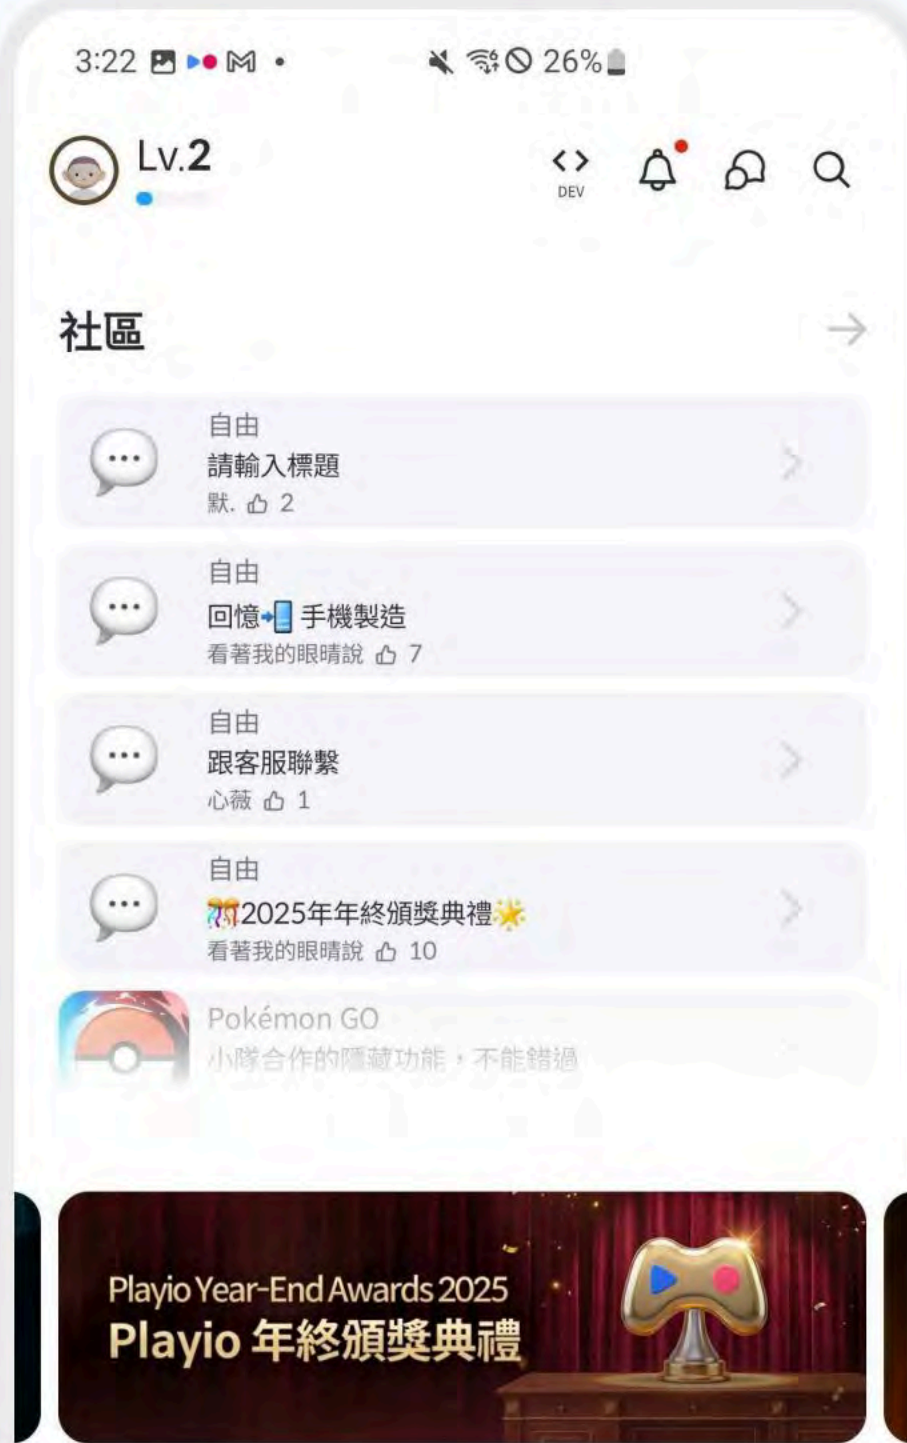 3:22
26%
Lv.2
DEV
社區
自由
請輸入標題
默. 2
自由
回憶📲 手機製造
看著我的眼晴說 7
自由
跟客服聯繫
心薇 1
自由
🎊2025年年終頒獎典禮🌟
看著我的眼晴說 10
Pokémon GO
小隊合作的隱藏功能，不能錯過
Playio Year-End Awards 2025
Playio 年終頒獎典禮